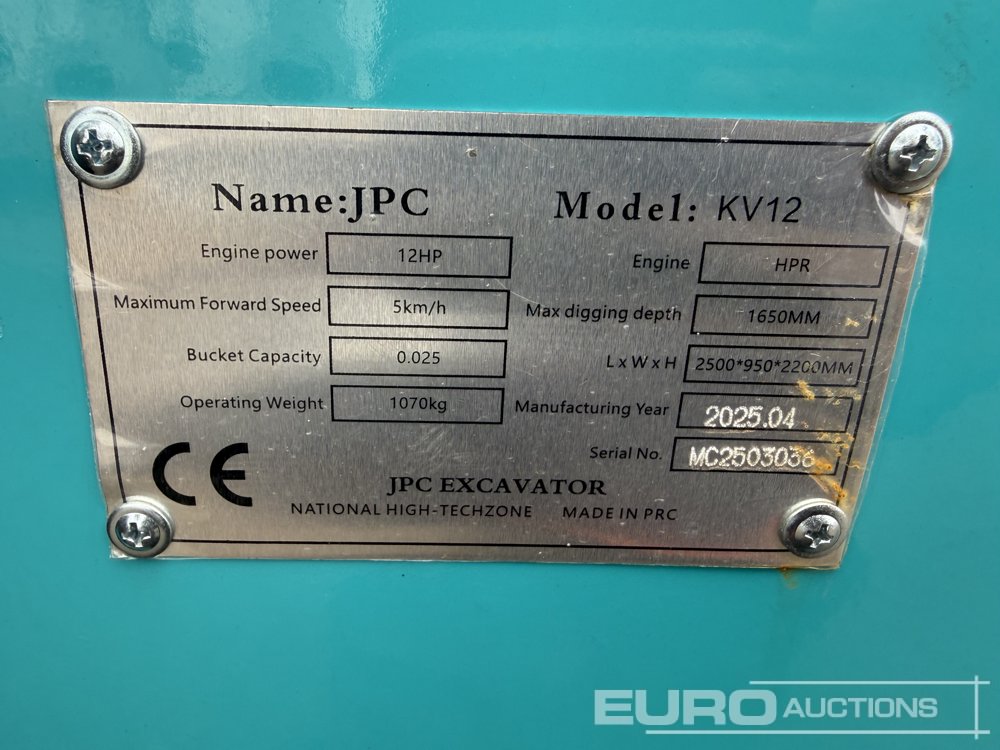 Name:JPC Model: KV12
Engine power 12HP Engine HPR
Maximum Forward Speed 5km/h Max digging depth 1650MM
Bucket Capacity 0.025 LxWxH 2500*950*2200MM
Operating Weight 1070kg Manufacturing Year 2025.04
Serial No. MC2503036
CE
JPC EXCAVATOR
NATIONAL HIGH-TECHZONE MADE IN PRC
EURO AUCTIONS